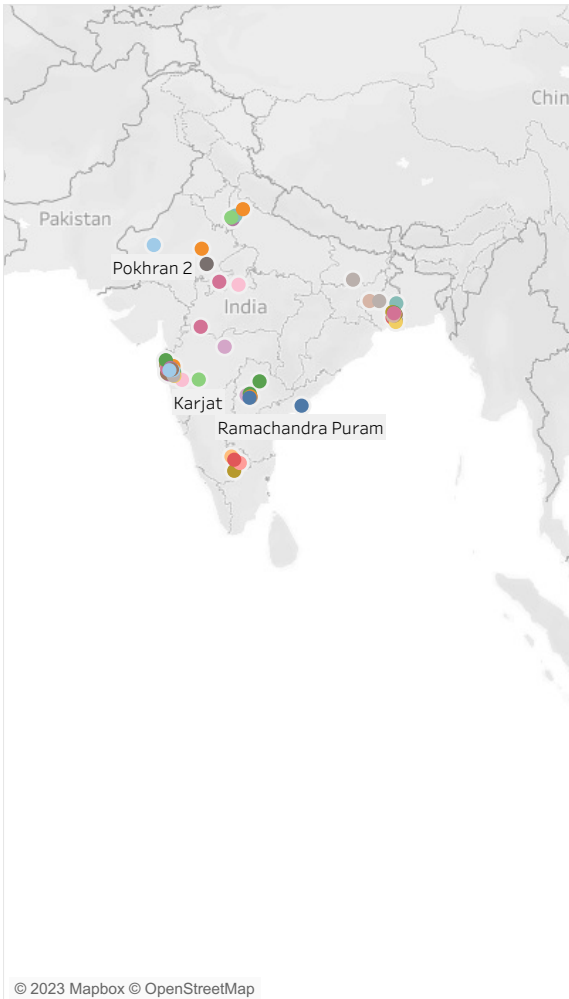 Chin
Pakistan
Pokhran 2
India
Karjat
Ramachandra Puram
© 2023 Mapbox © OpenStreetMap